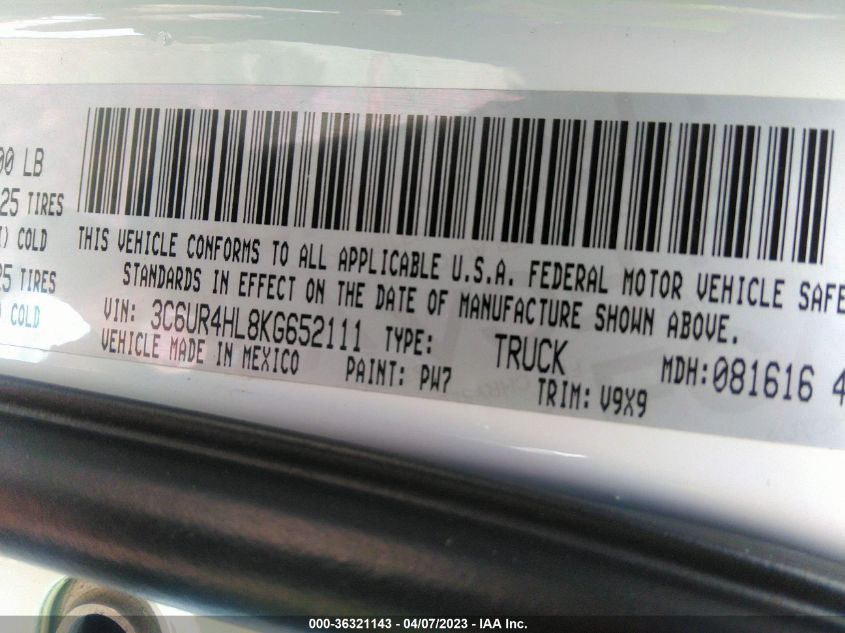 00 LB
25 TIRES
COLD
25 TIRES
COLD
THIS VEHICLE CONFORMS TO ALL APPLICABLE U.S.A. FEDERAL MOTOR VEHICLE SAFE
STANDARDS IN EFFECT ON THE DATE OF MANUFACTURE SHOWN ABOVE.
VIN: 3C6UR4HL8KG652111 TYPE: TRUCK MDH:081616 4
VEHICLE MADE IN MEXICO PAINT: PW7 TRIM: V9X9
000-36321143 - 04/07/2023 - IAA Inc.